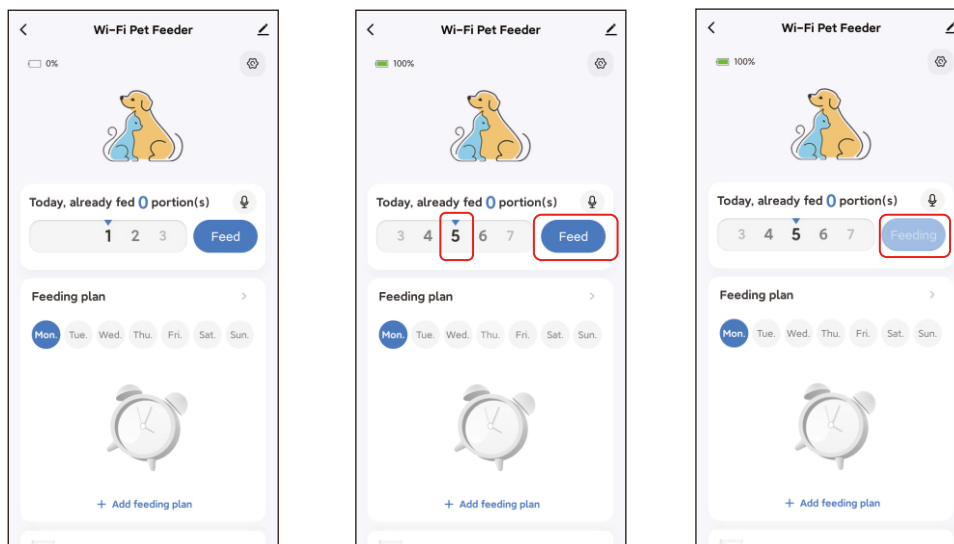 Wi-Fi Pet Feeder
0%
Today, already fed 0 portion(s)
1 2 3 Feed
Feeding plan
Mon. Tue. Wed. Thu. Fri. Sat. Sun.
+ Add feeding plan
Wi-Fi Pet Feeder
100%
Today, already fed 0 portion(s)
3 4 5 6 7 Feed
Feeding plan
Mon. Tue. Wed. Thu. Fri. Sat. Sun.
+ Add feeding plan
Wi-Fi Pet Feeder
100%
Today, already fed 0 portion(s)
3 4 5 6 7 Feeding
Feeding plan
Mon. Tue. Wed. Thu. Fri. Sat. Sun.
+ Add feeding plan